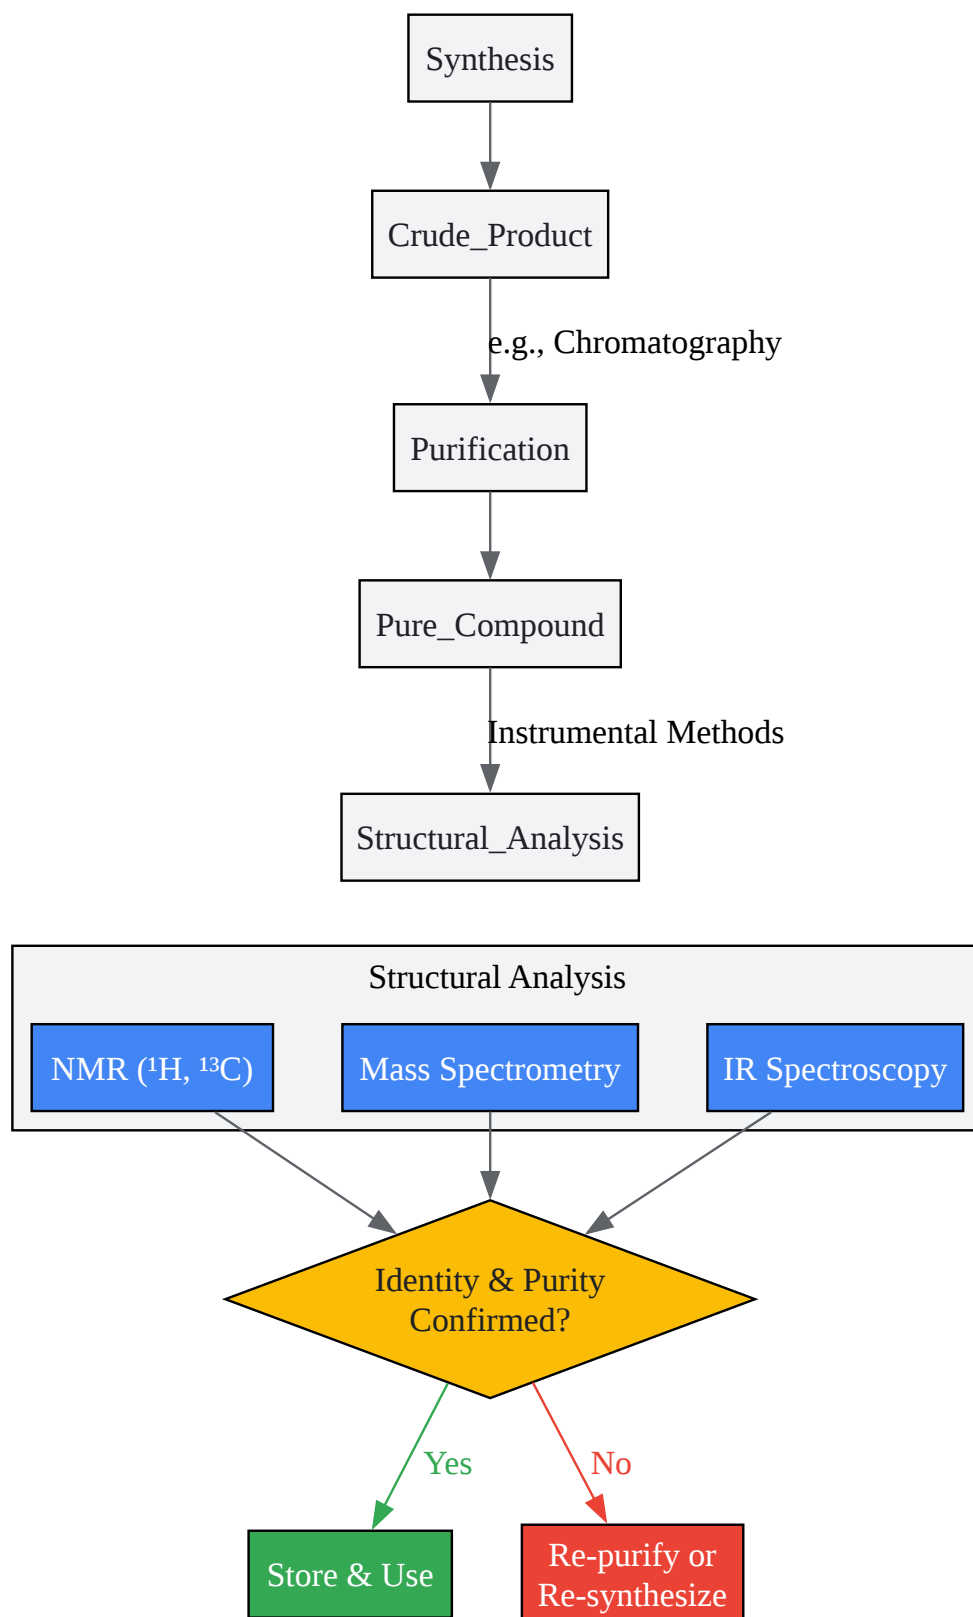 Synthesis
Crude_Product
e.g., Chromatography
Purification
Pure_Compound
Instrumental Methods
Structural_Analysis
Structural Analysis
NMR (¹H, ¹³C)
Mass Spectrometry
IR Spectroscopy
Identity & Purity
Confirmed?
Yes
No
Store & Use
Re-purify or
Re-synthesize